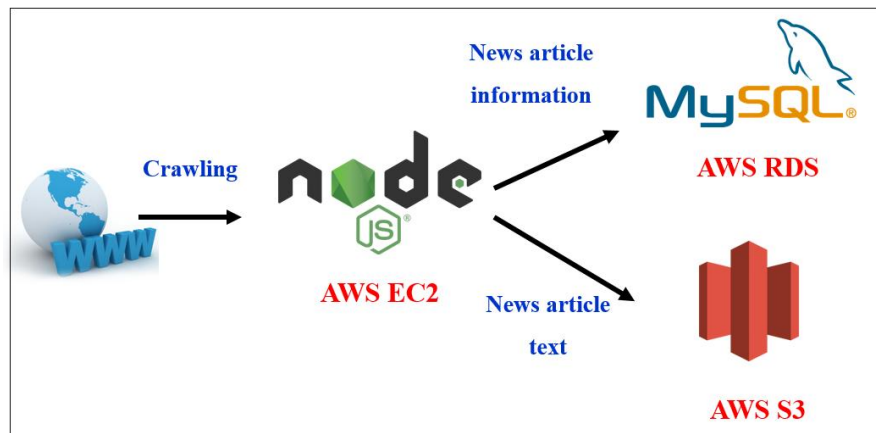 Crawling
WWW
node
JS®
AWS EC2
News article
information
MySQL®
AWS RDS
News article
text
AWS S3